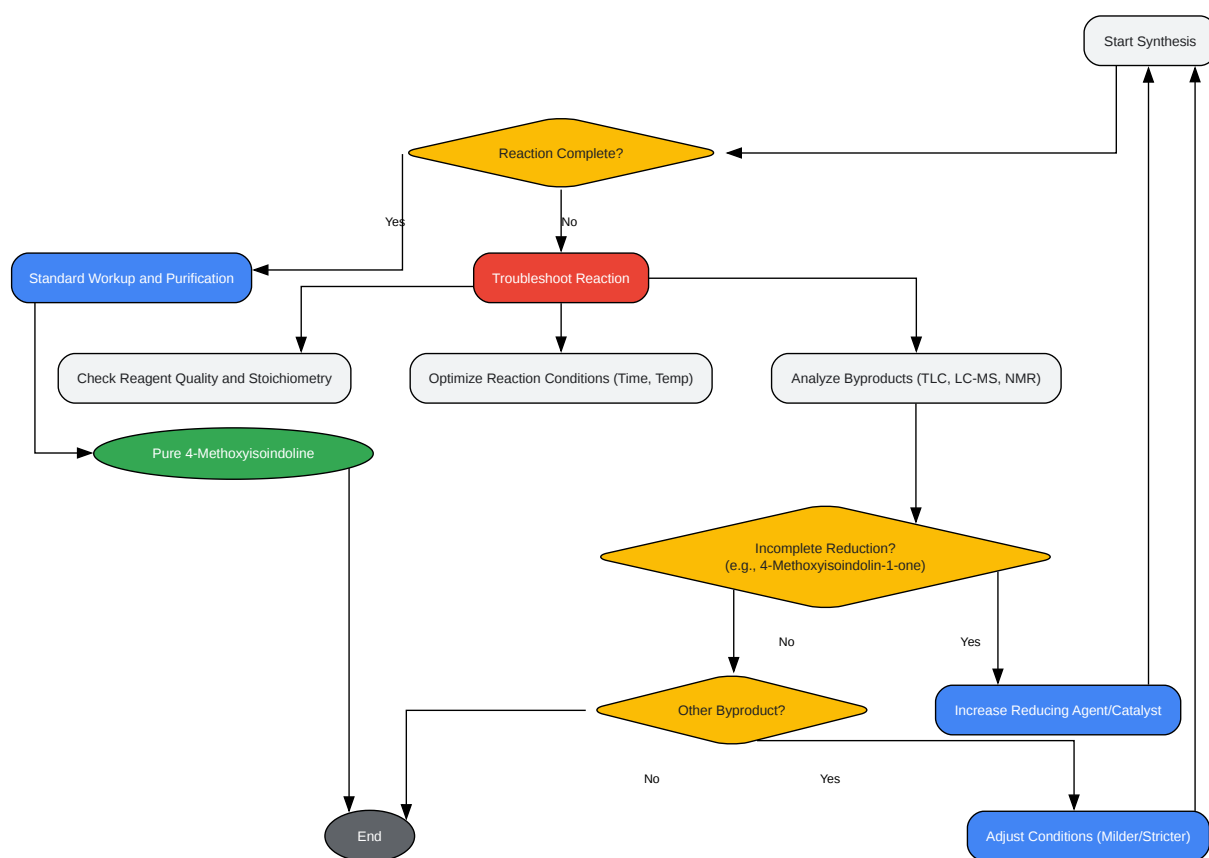 Start Synthesis
Reaction Complete?
Yes
No
Standard Workup and Purification
Troubleshoot Reaction
Check Reagent Quality and Stoichiometry
Optimize Reaction Conditions (Time, Temp)
Analyze Byproducts (TLC, LC-MS, NMR)
Pure 4-Methoxyisoindoline
Incomplete Reduction?
(e.g., 4-Methoxyisoindolin-1-one)
No
Yes
Other Byproduct?
Increase Reducing Agent/Catalyst
No
Yes
End
Adjust Conditions (Milder/Stricter)